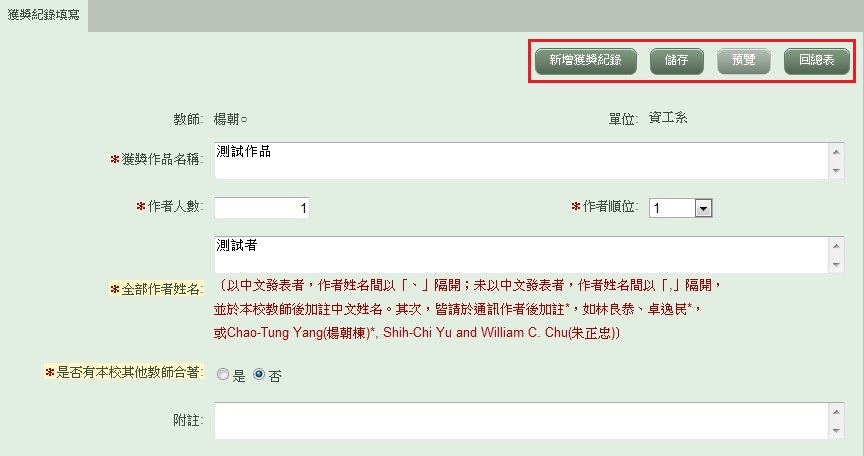 獲獎紀錄填寫
新增獲獎紀錄 儲存 預覽 回總表
教師: 楊朝○ 單位: 資工系
*獲獎作品名稱: 測試作品
*作者人數: 1 *作者順位: 1
測試者
*全部作者姓名: 〔以中文發表者，作者姓名間以「、」隔開；未以中文發表者，作者姓名間以「,」隔開，
並於本校教師後加註中文姓名。其次，皆請於通訊作者後加註*，如林良恭、卓逸民*，
或Chao-Tung Yang(楊朝棟)*, Shih-Chi Yu and William C. Chu(朱正忠)〕
*是否有本校其他教師合著: 是 否
附註: